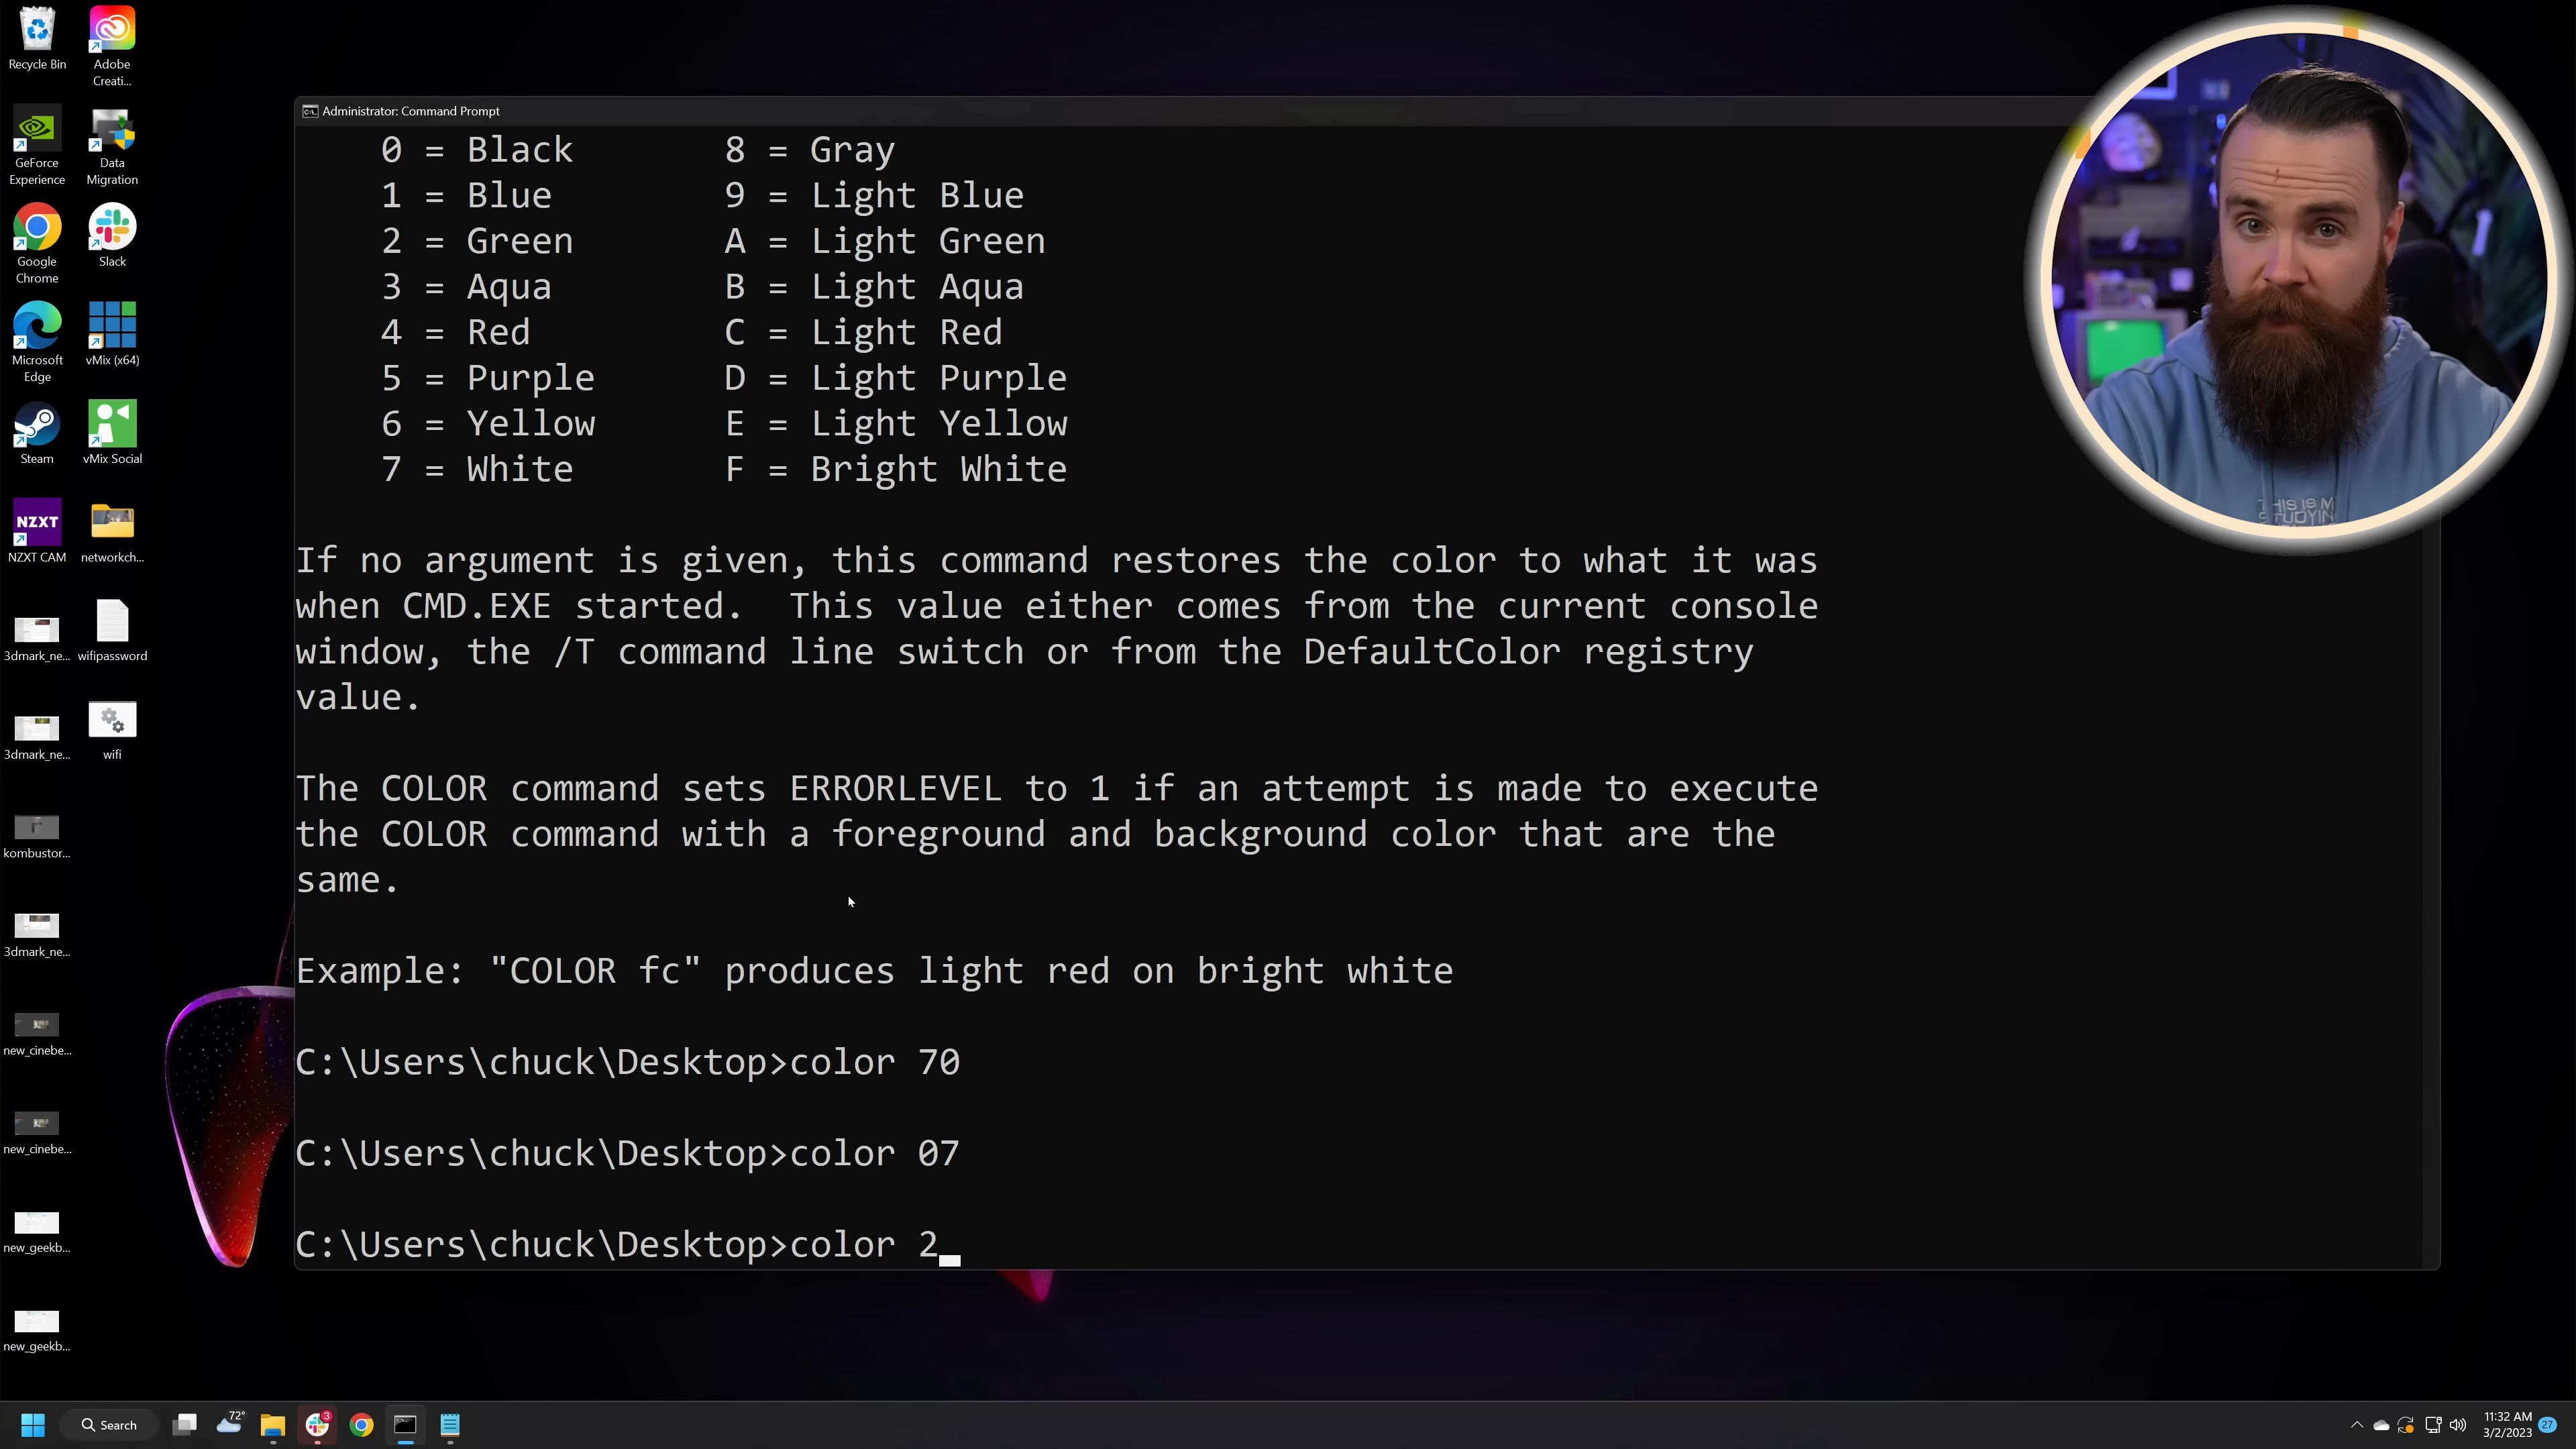 Recycle Bin
Adobe
Creati...
GeForce
Experience
Data
Migration
Google
Chrome
Slack
Microsoft
Edge
vMix (x64)
Steam
vMix Social
NZXT
NZXT CAM
networkch...
3dmark_ne...
wifipassword
3dmark_ne...
wifi
kombustor...
3dmark_ne...
new_cinebe...
new_cinebe...
new_geekb...
new_geekb...
Administrator: Command Prompt
0 = Black 8 = Gray
1 = Blue 9 = Light Blue
2 = Green A = Light Green
3 = Aqua B = Light Aqua
4 = Red C = Light Red
5 = Purple D = Light Purple
6 = Yellow E = Light Yellow
7 = White F = Bright White
If no argument is given, this command restores the color to what it was
when CMD.EXE started. This value either comes from the current console
window, the /T command line switch or from the DefaultColor registry
value.
The COLOR command sets ERRORLEVEL to 1 if an attempt is made to execute
the COLOR command with a foreground and background color that are the
same.
Example: "COLOR fc" produces light red on bright white
C:\Users\chuck\Desktop>color 70
C:\Users\chuck\Desktop>color 07
C:\Users\chuck\Desktop>color 2
THIS IS M
STUDYIN
Search
72°
3
11:32 AM
3/2/2023
27